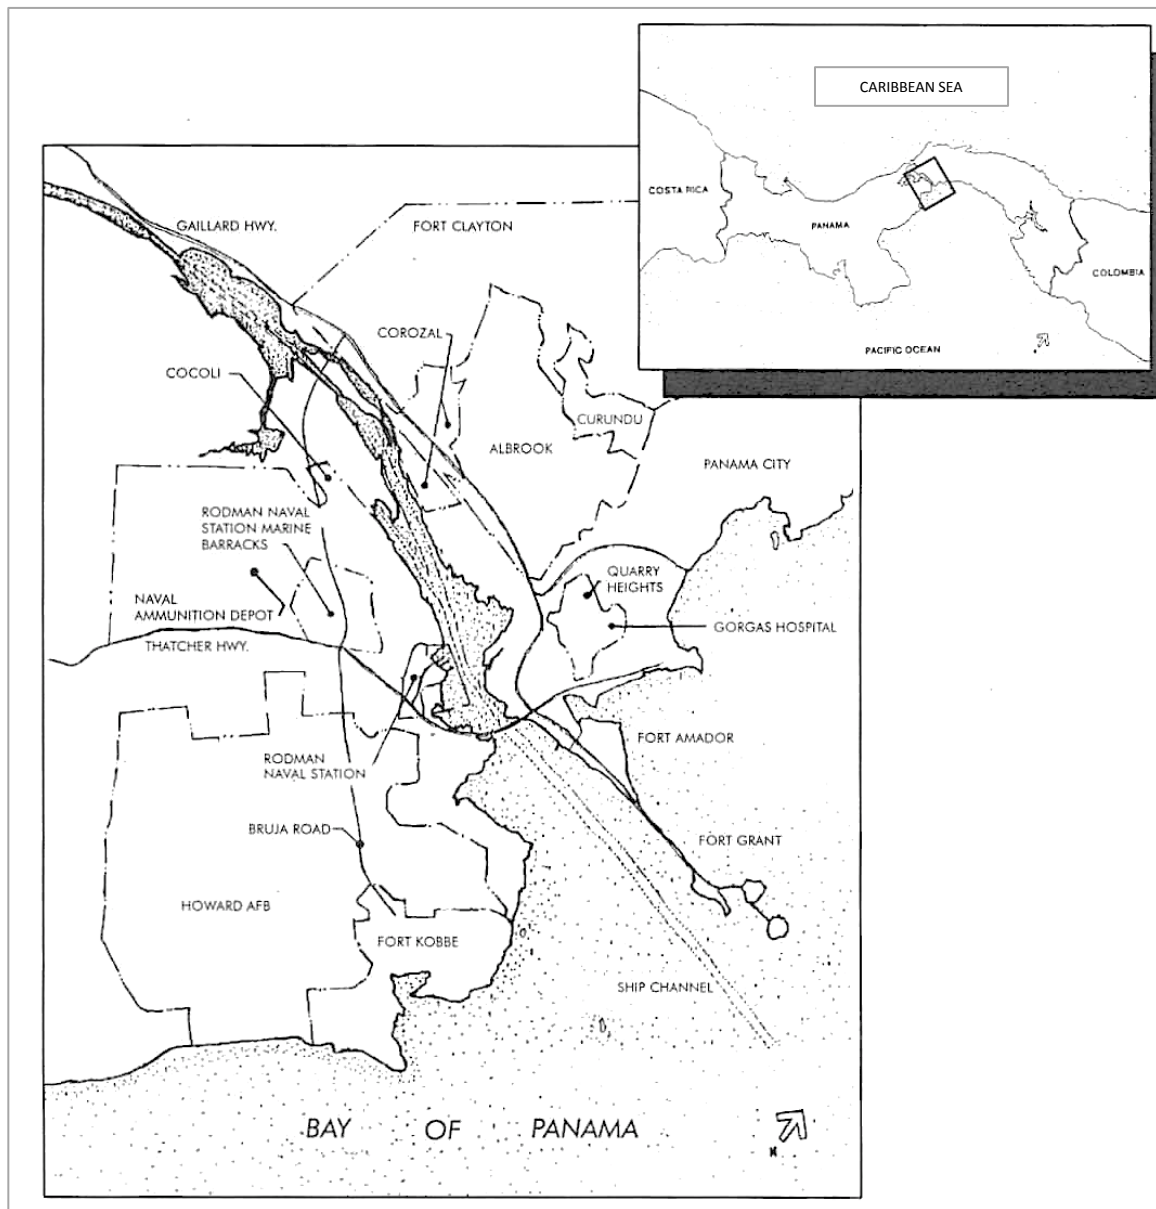 CARIBBEAN SEA
COSTA RICA
PANAMA
COLOMBIA
PACIFIC OCEAN
GAILLARD HWY.
FORT CLAYTON
COROZAL
COCOLI
CURUNDU
ALBROOK
PANAMA CITY
RODMAN NAVAL
STATION MARINE
BARRACKS
QUARRY
HEIGHTS
NAVAL
AMMUNITION DEPOT
GORGAS HOSPITAL
THATCHER HWY.
FORT AMADOR
RODMAN
NAVAL STATION
BRUJA ROAD
FORT GRANT
HOWARD AFB
FORT KOBBE
SHIP CHANNEL
BAY OF PANAMA
N